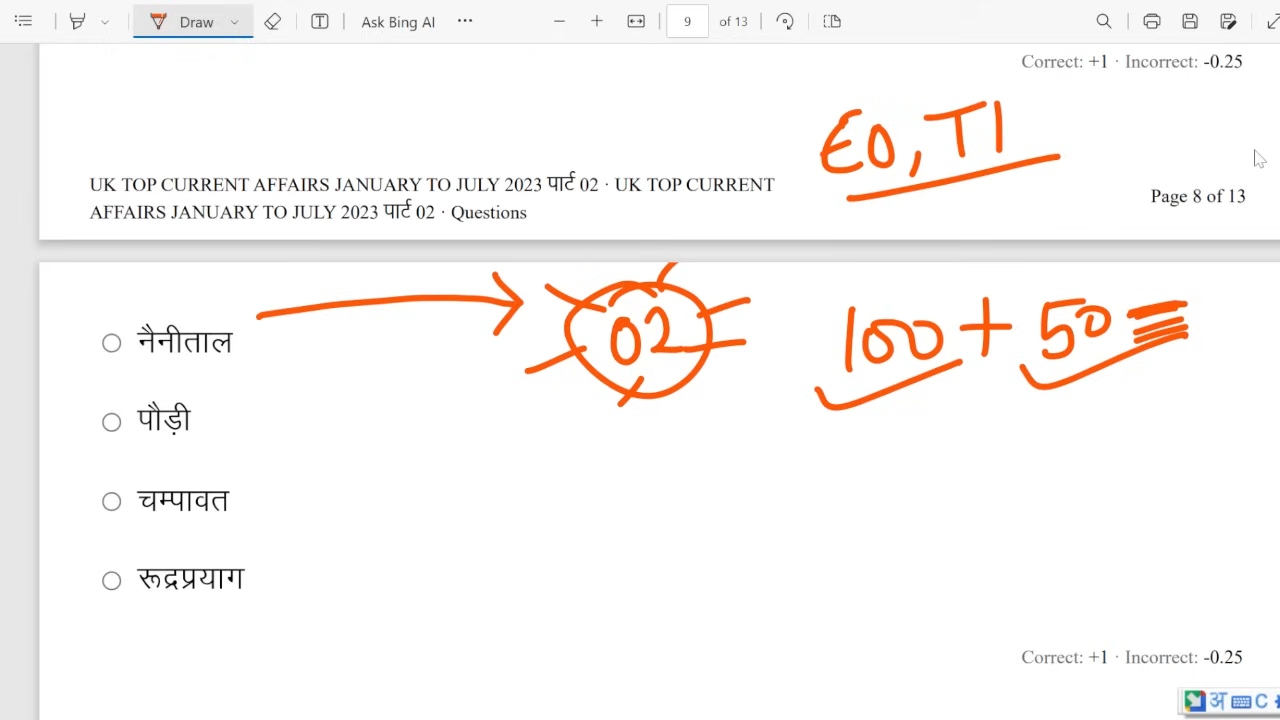 Draw
Ask Bing AI
9 of 13
Correct: +1 · Incorrect: -0.25
EO, TI
UK TOP CURRENT AFFAIRS JANUARY TO JULY 2023 पार्ट 02 · UK TOP CURRENT
AFFAIRS JANUARY TO JULY 2023 पार्ट 02 · Questions
Page 8 of 13
नैनीताल
02
100 + 50
पौड़ी
चम्पावत
रूद्रप्रयाग
Correct: +1 · Incorrect: -0.25
अ C